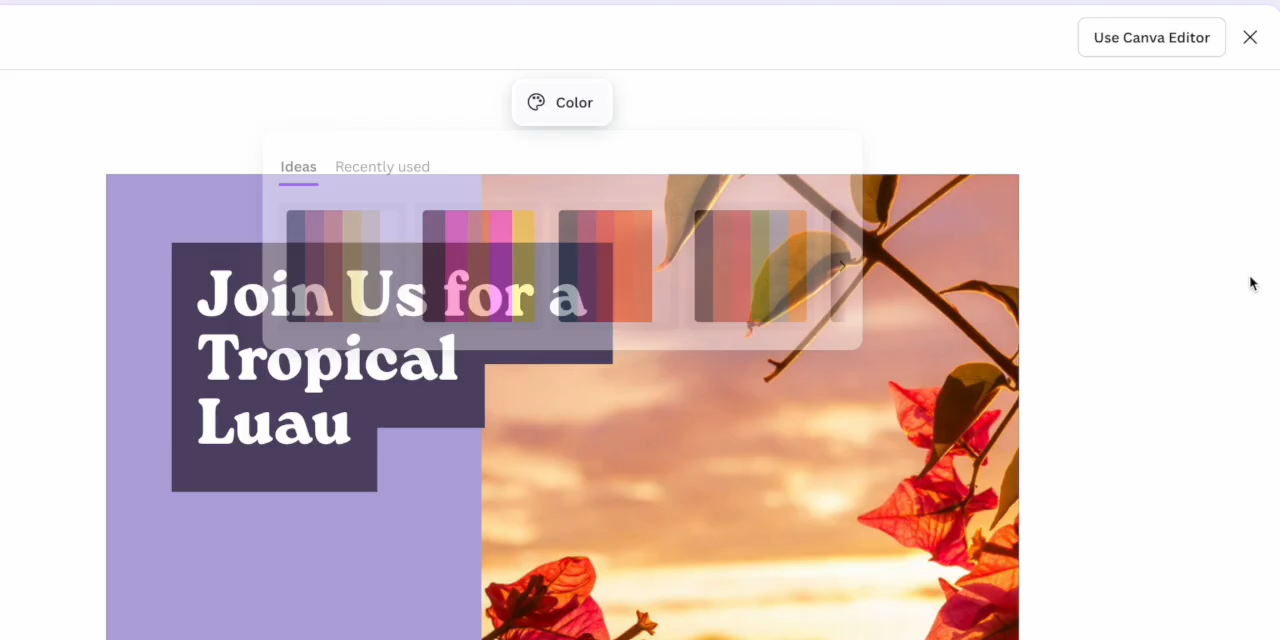 Use Canva Editor
Color
Ideas Recently used
Join Us for a
Tropical
Luau